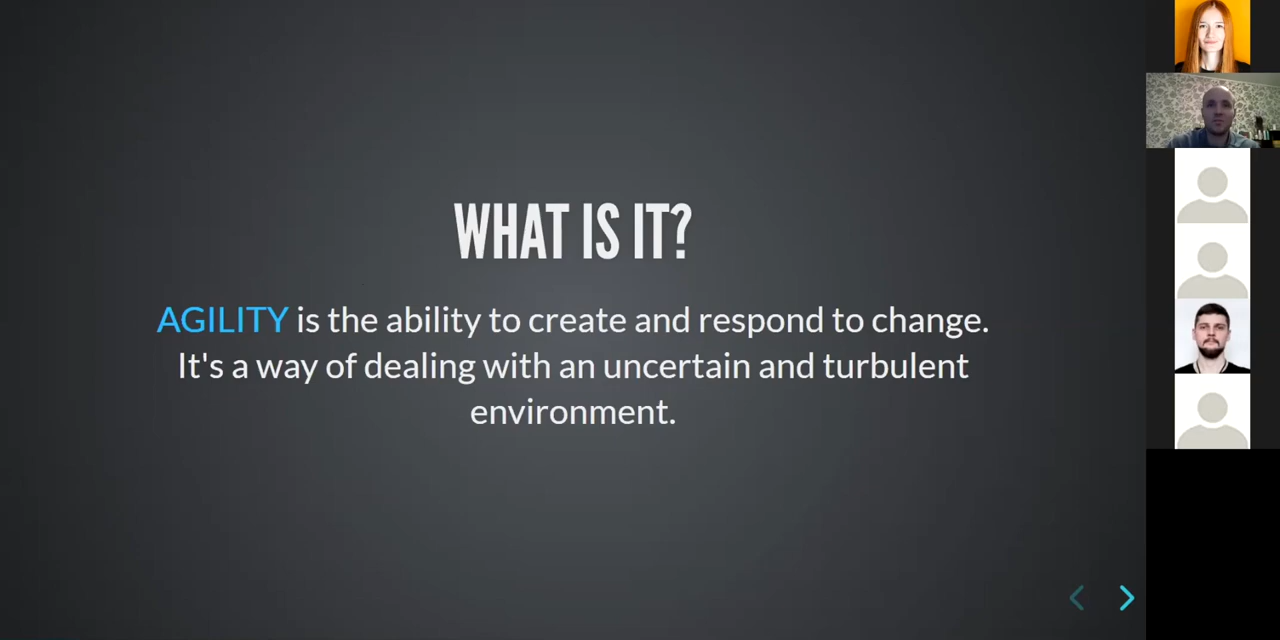 WHAT IS IT?
AGILITY is the ability to create and respond to change.
It's a way of dealing with an uncertain and turbulent
environment.